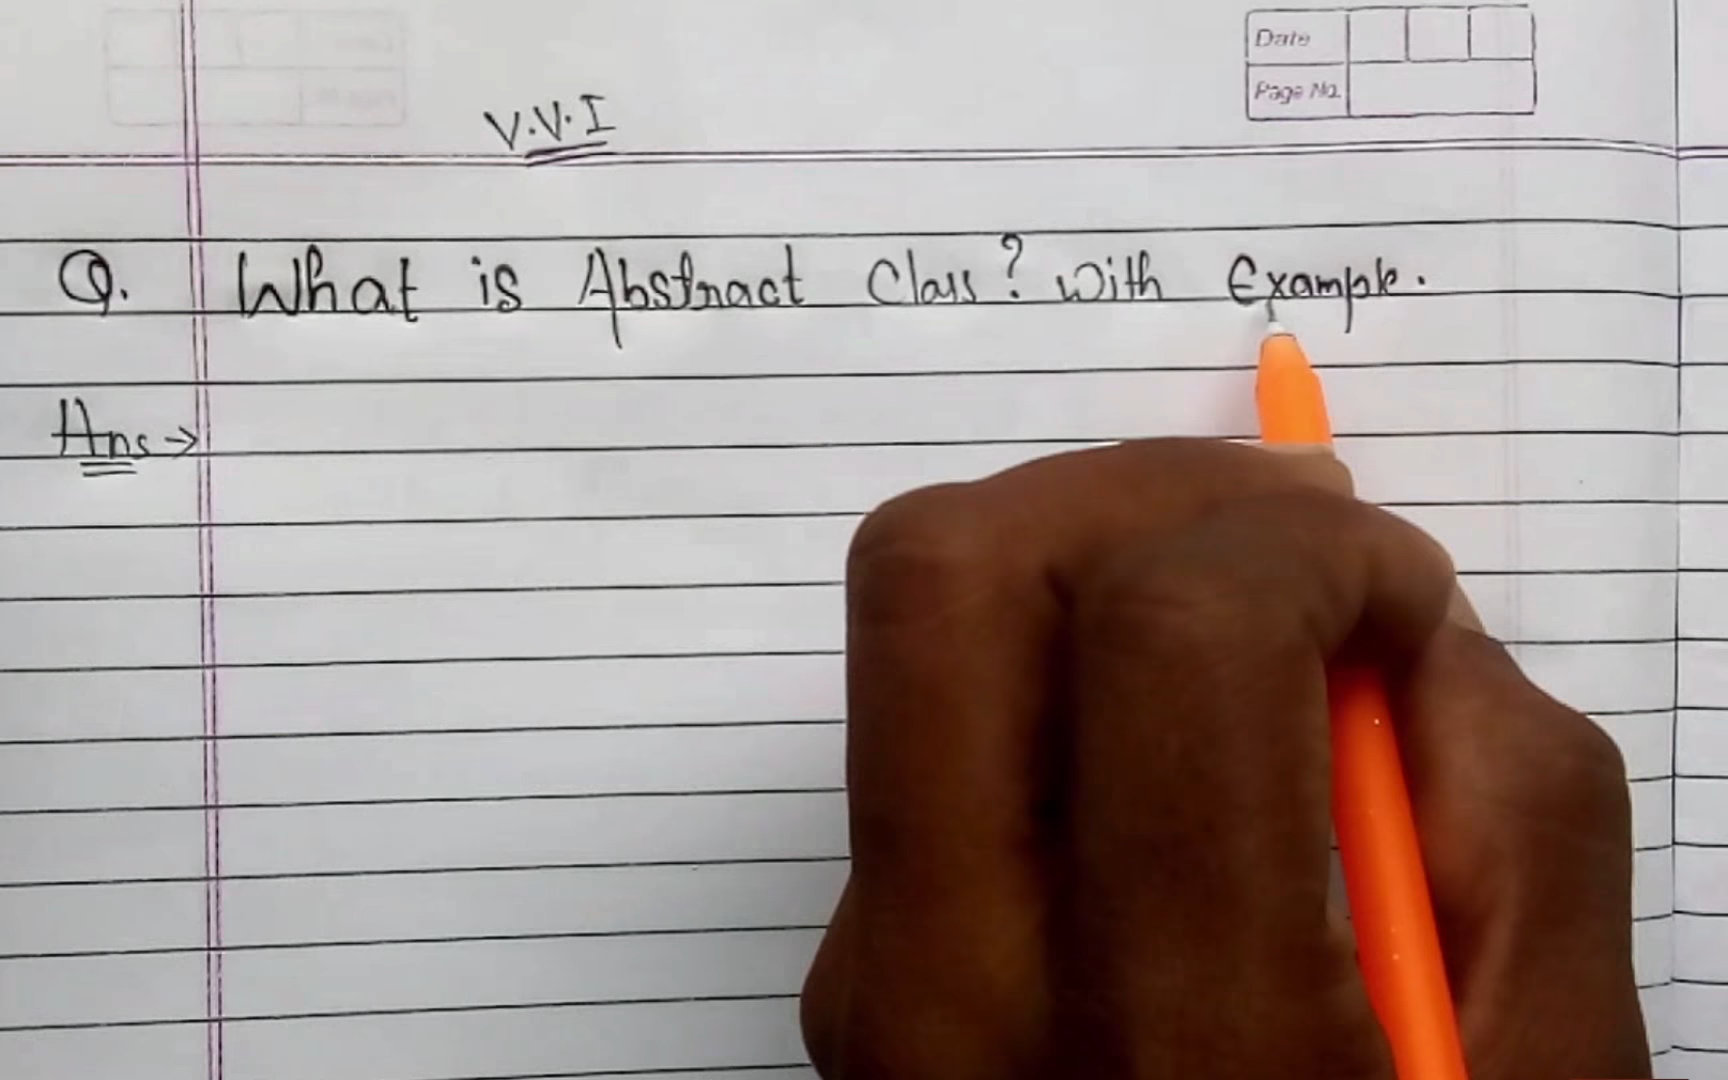 Date
Page No.
V.V.I
Q. What is Abstract Class? With Example.
Ans →